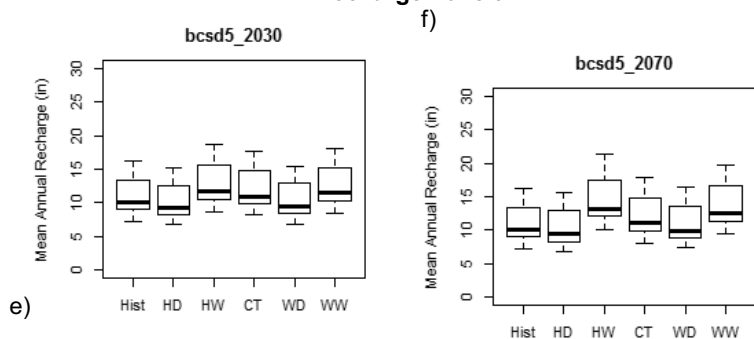 f)
bcsd5_2030
Mean Annual Recharge (in)
30
25
20
15
10
5
0
Hist HD HW CT WD WW
e)
bcsd5_2070
Mean Annual Recharge (in)
30
25
20
15
10
5
0
Hist HD HW CT WD WW